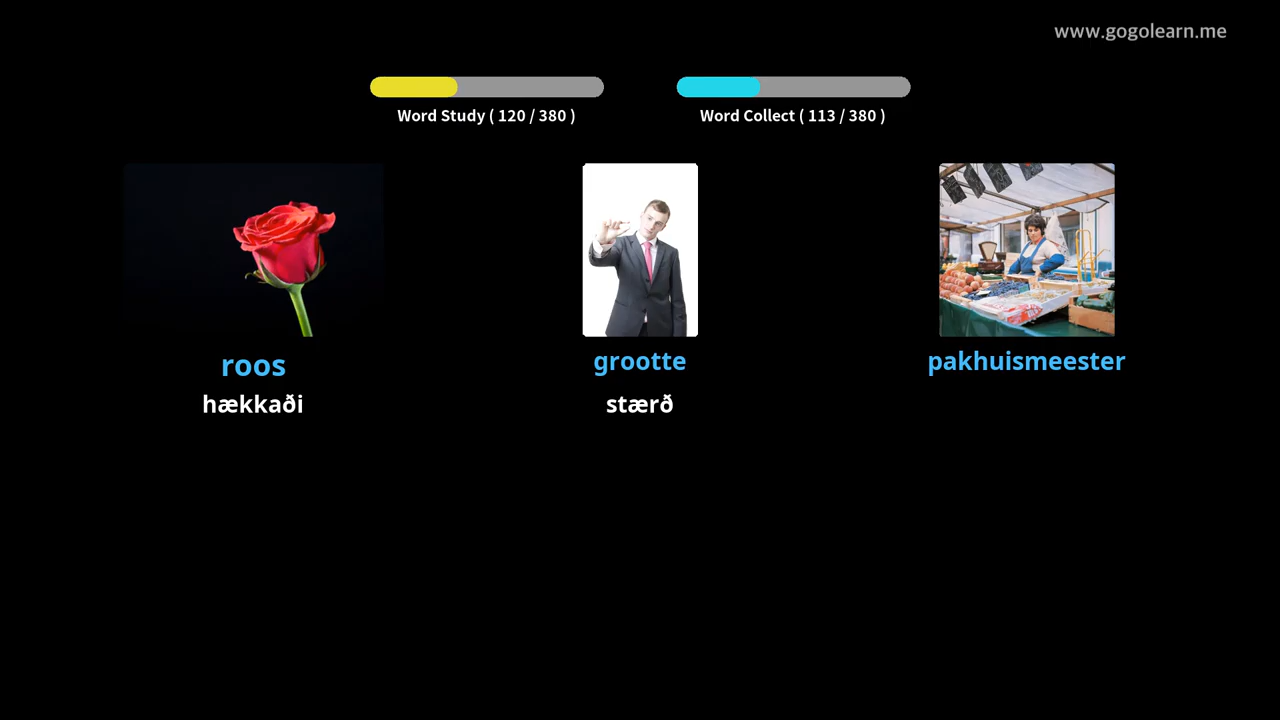 www.gogolearn.me
Word Study ( 120 / 380 )
Word Collect ( 113 / 380 )
roos
grootte
pakhuismeester
hækkaði
stærð